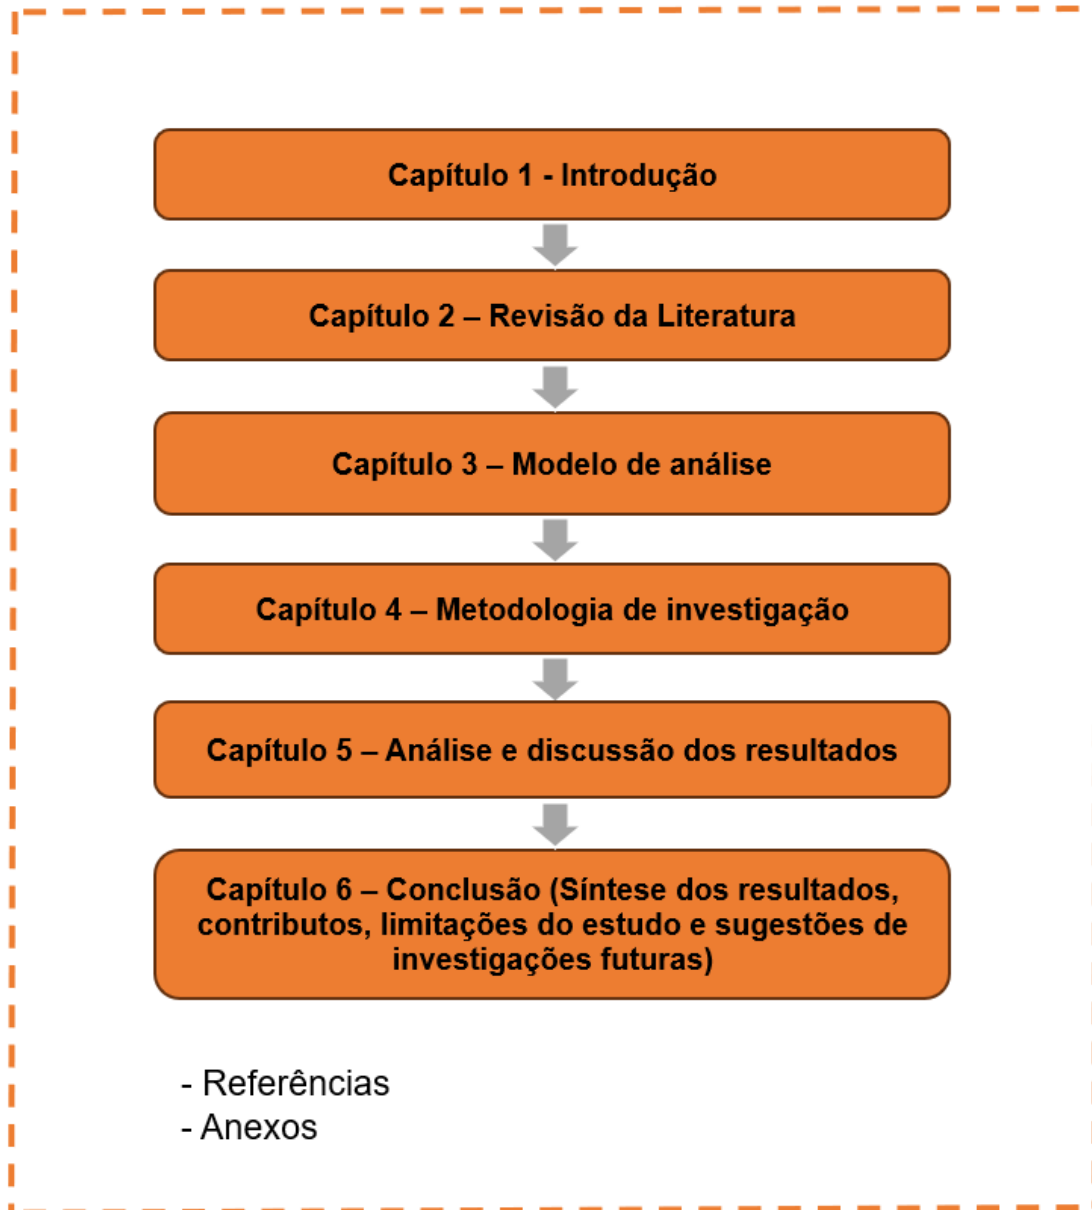 Capítulo 1 - Introdução
Capítulo 2 – Revisão da Literatura
Capítulo 3 – Modelo de análise
Capítulo 4 – Metodologia de investigação
Capítulo 5 – Análise e discussão dos resultados
Capítulo 6 – Conclusão (Síntese dos resultados,
contributos, limitações do estudo e sugestões de
investigações futuras)
- Referências
- Anexos